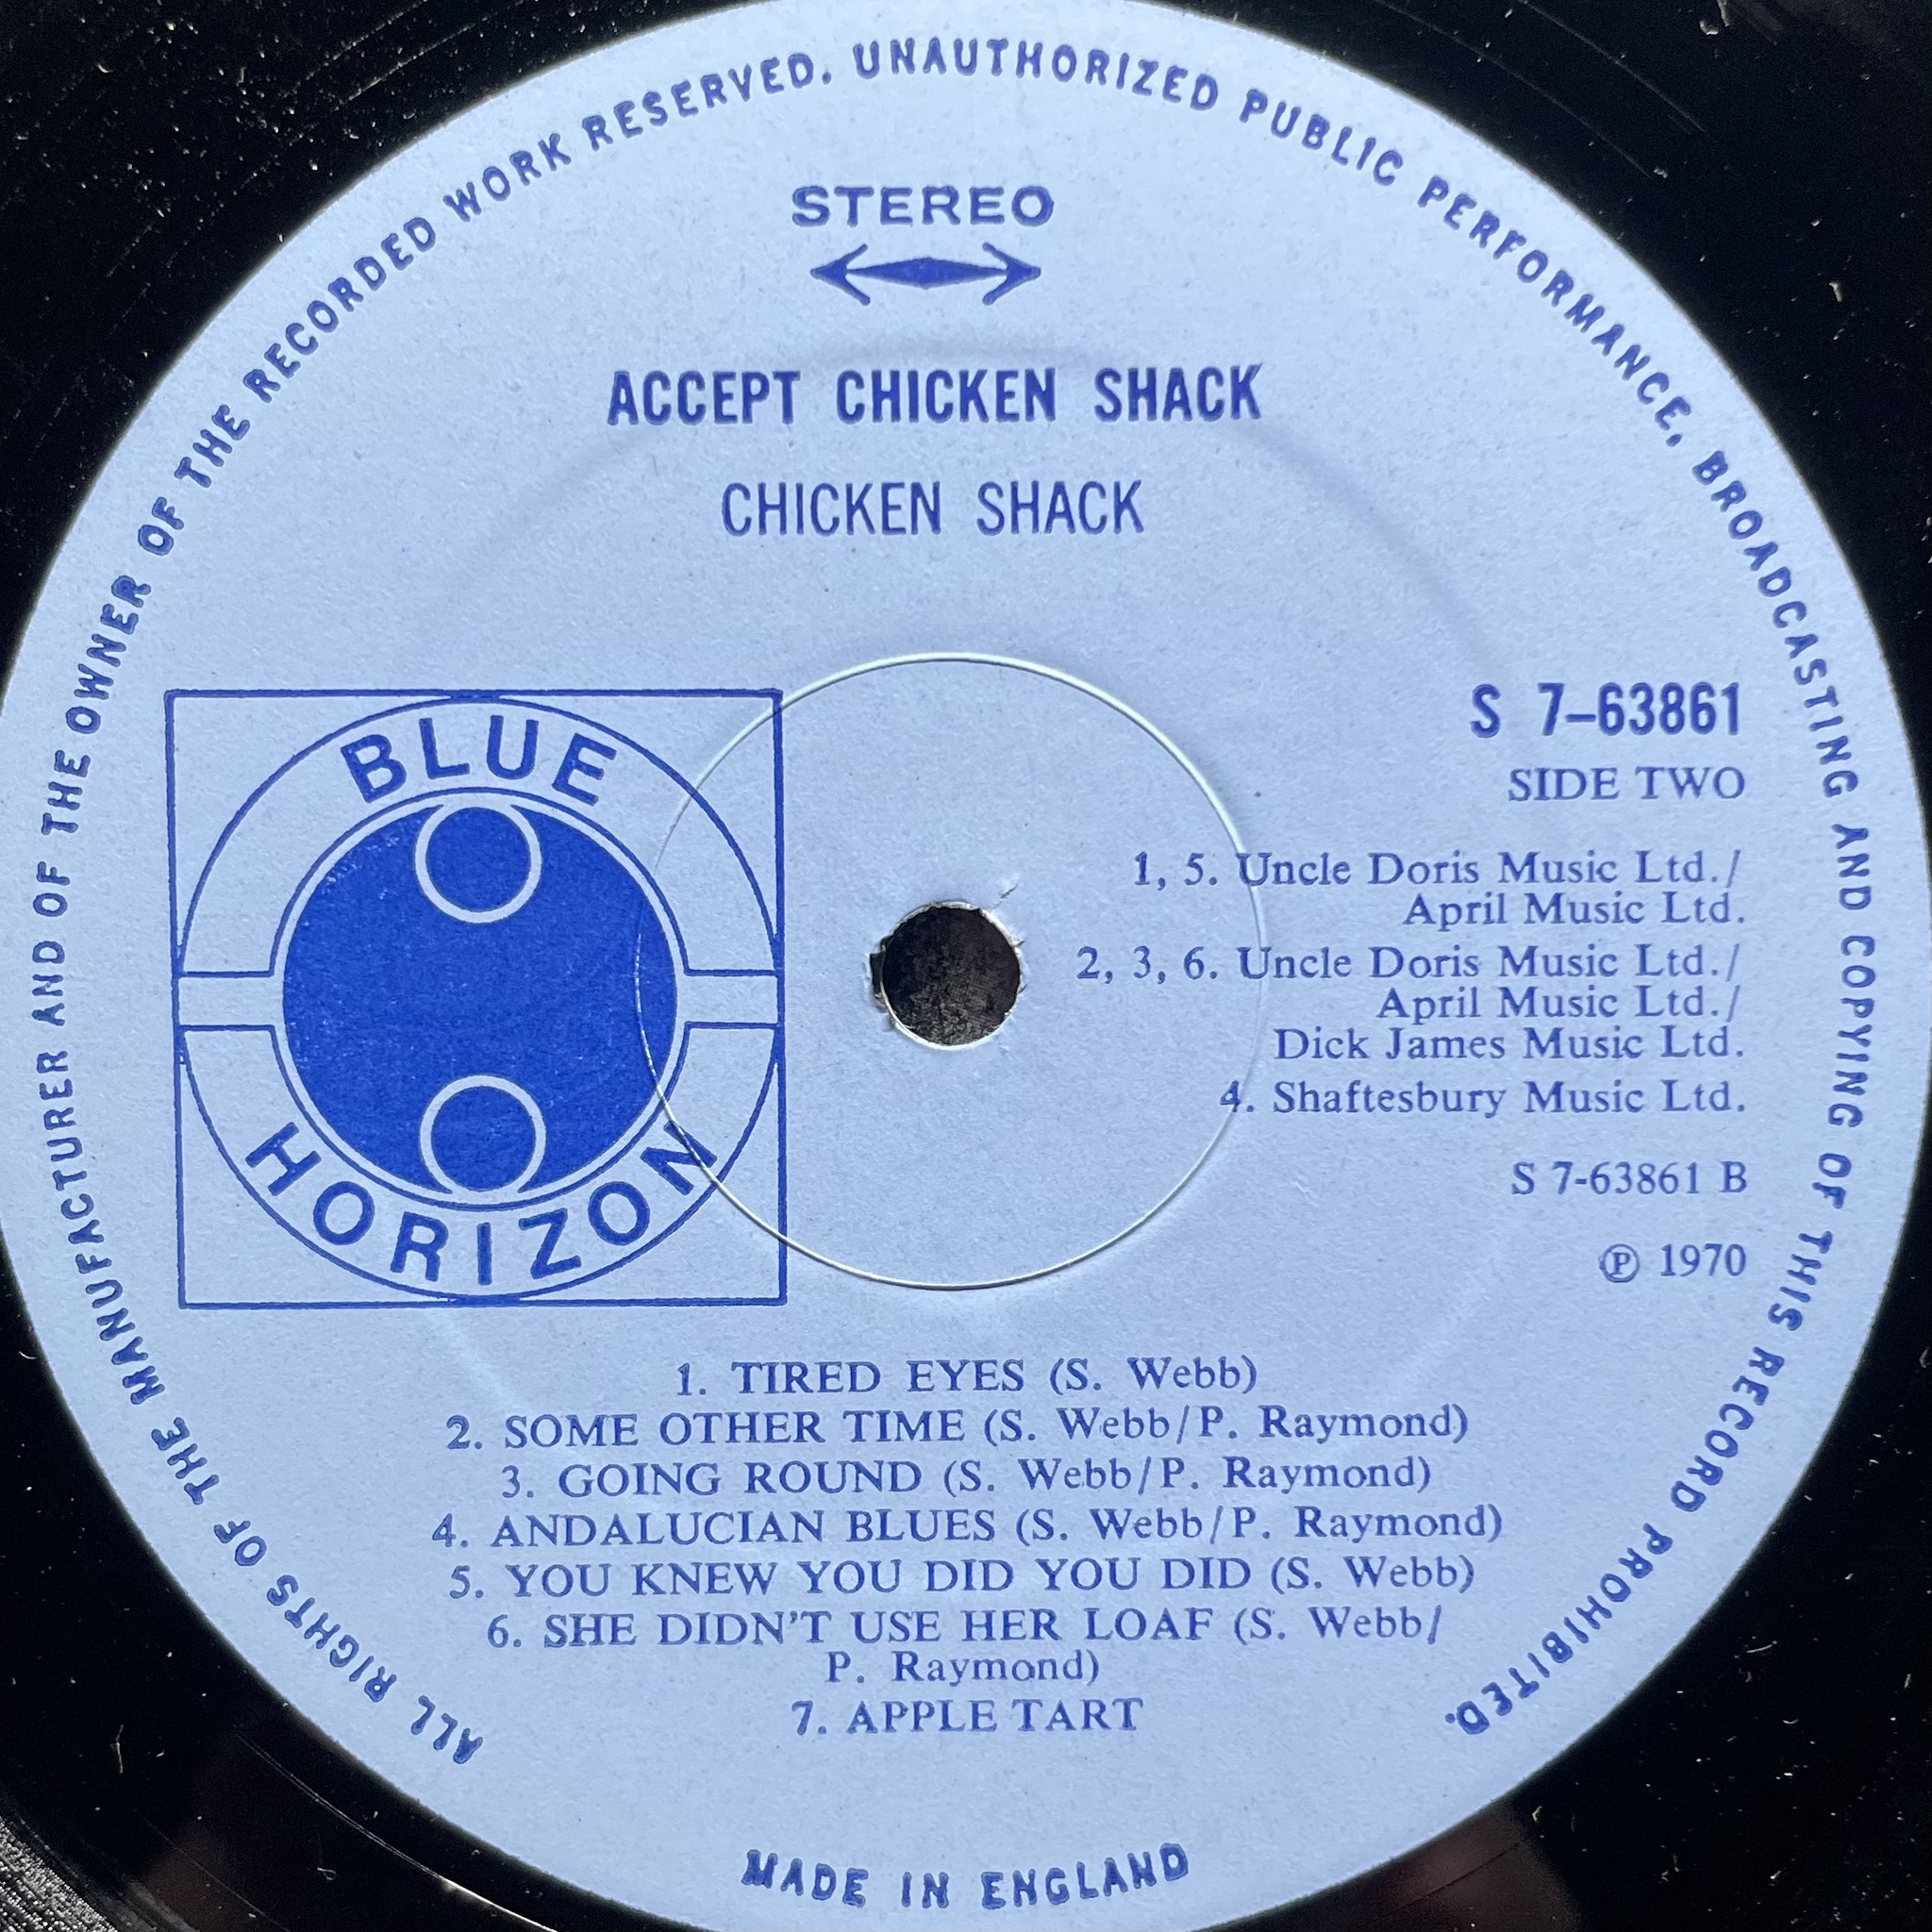 ALL RIGHTS OF THE MANUFACTURER AND OF THE OWNER OF THE RECORDED WORK RESERVED. UNAUTHORIZED PUBLIC PERFORMANCE, BROADCASTING AND COPYING OF THIS RECORD PROHIBITED.
STEREO
ACCEPT CHICKEN SHACK
CHICKEN SHACK
BLUE
HORIZON
S 7–63861
SIDE TWO
1, 5. Uncle Doris Music Ltd./
April Music Ltd.
2, 3, 6. Uncle Doris Music Ltd./
April Music Ltd./
Dick James Music Ltd.
4. Shaftesbury Music Ltd.
S 7-63861 B
℗ 1970
1. TIRED EYES (S. Webb)
2. SOME OTHER TIME (S. Webb/P. Raymond)
3. GOING ROUND (S. Webb/P. Raymond)
4. ANDALUCIAN BLUES (S. Webb/P. Raymond)
5. YOU KNEW YOU DID YOU DID (S. Webb)
6. SHE DIDN'T USE HER LOAF (S. Webb/
P. Raymond)
7. APPLE TART
MADE IN ENGLAND